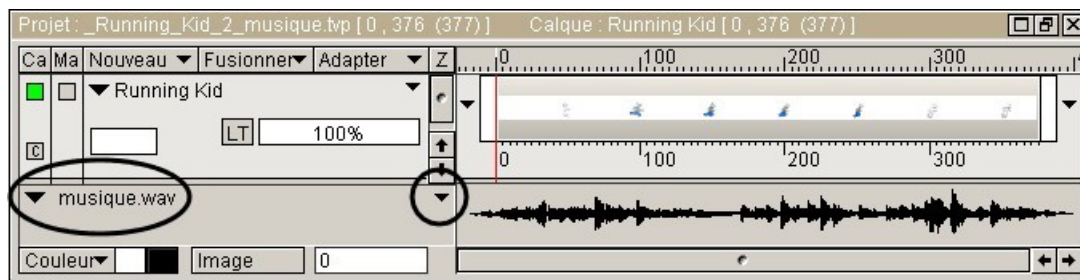 Projet : _Running_Kid_2_musique.tvp [ 0 , 376 (377) ] Calque : Running Kid [ 0 , 376 (377) ]
Ca Ma Nouveau Fusionner Adapter Z 0 100 200 300
Running Kid
LT 100%
C
0 100 200 300
musique.wav
Couleur Image 0